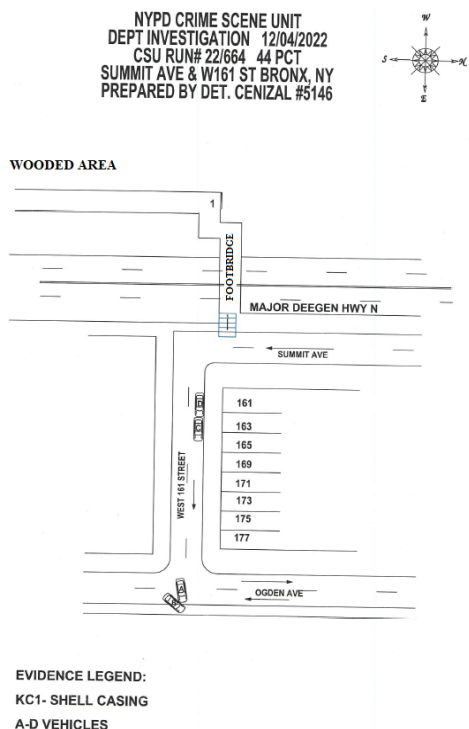 NYPD CRIME SCENE UNIT
DEPT INVESTIGATION 12/04/2022
CSU RUN# 22/664 44 PCT
SUMMIT AVE & W161 ST BRONX, NY
PREPARED BY DET. CENIZAL #5146
W
S
N
E
WOODED AREA
1
FOOTBRIDGE
MAJOR DEEGEN HWY N
SUMMIT AVE
161
163
165
169
171
173
175
177
WEST 161 STREET
OGDEN AVE
A
EVIDENCE LEGEND:
KC1- SHELL CASING
A-D VEHICLES